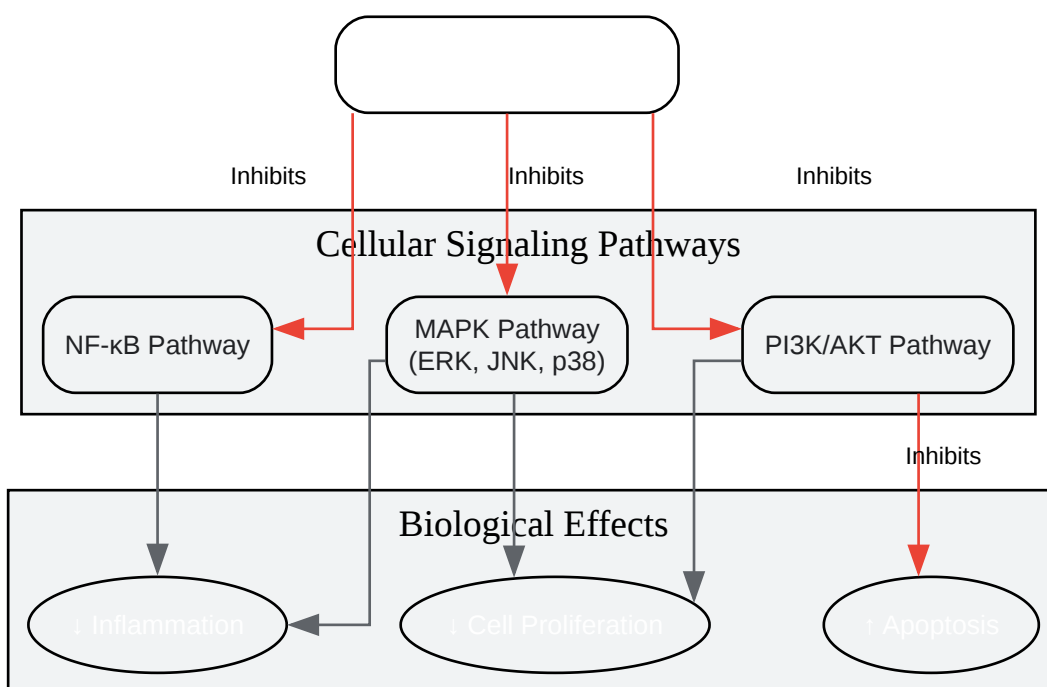 Inhibits
Inhibits
Inhibits
Cellular Signaling Pathways
NF-κB Pathway
MAPK Pathway
(ERK, JNK, p38)
PI3K/AKT Pathway
Inhibits
Biological Effects
↓ Inflammation
↓ Cell Proliferation
↑ Apoptosis